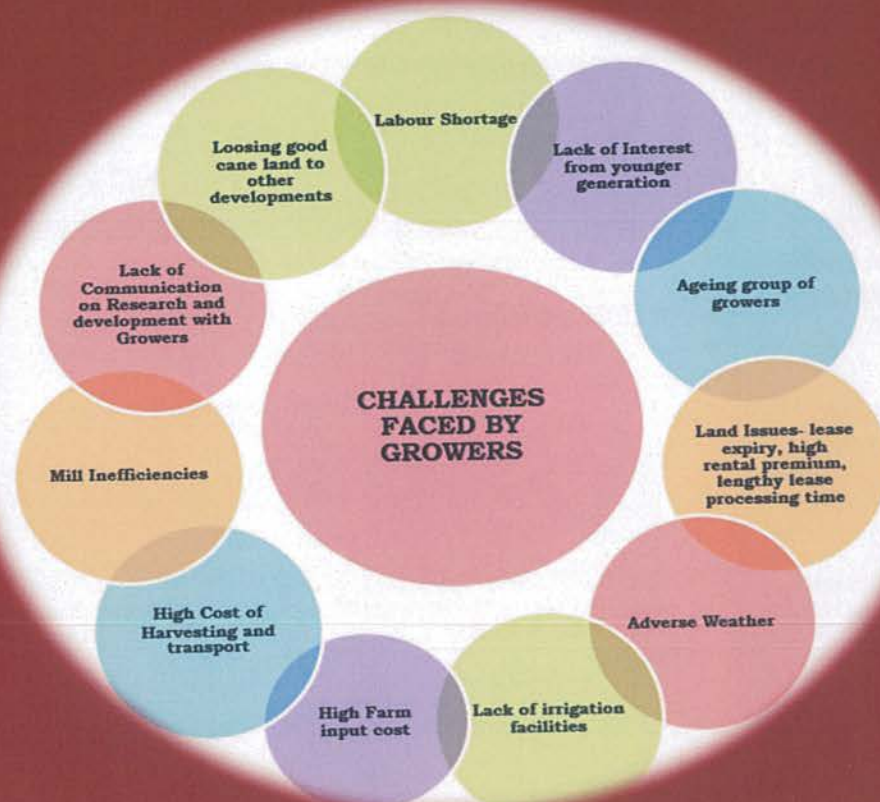 CHALLENGES
FACED BY
GROWERS
Labour Shortage
Lack of Interest
from younger
generation
Ageing group of
growers
Land Issues- lease
expiry, high
rental premium,
lengthy lease
processing time
Adverse Weather
Lack of irrigation
facilities
High Farm
input cost
High Cost of
Harvesting and
transport
Mill Inefficiencies
Lack of
Communication
on Research and
development with
Growers
Loosing good
cane land to
other
developments